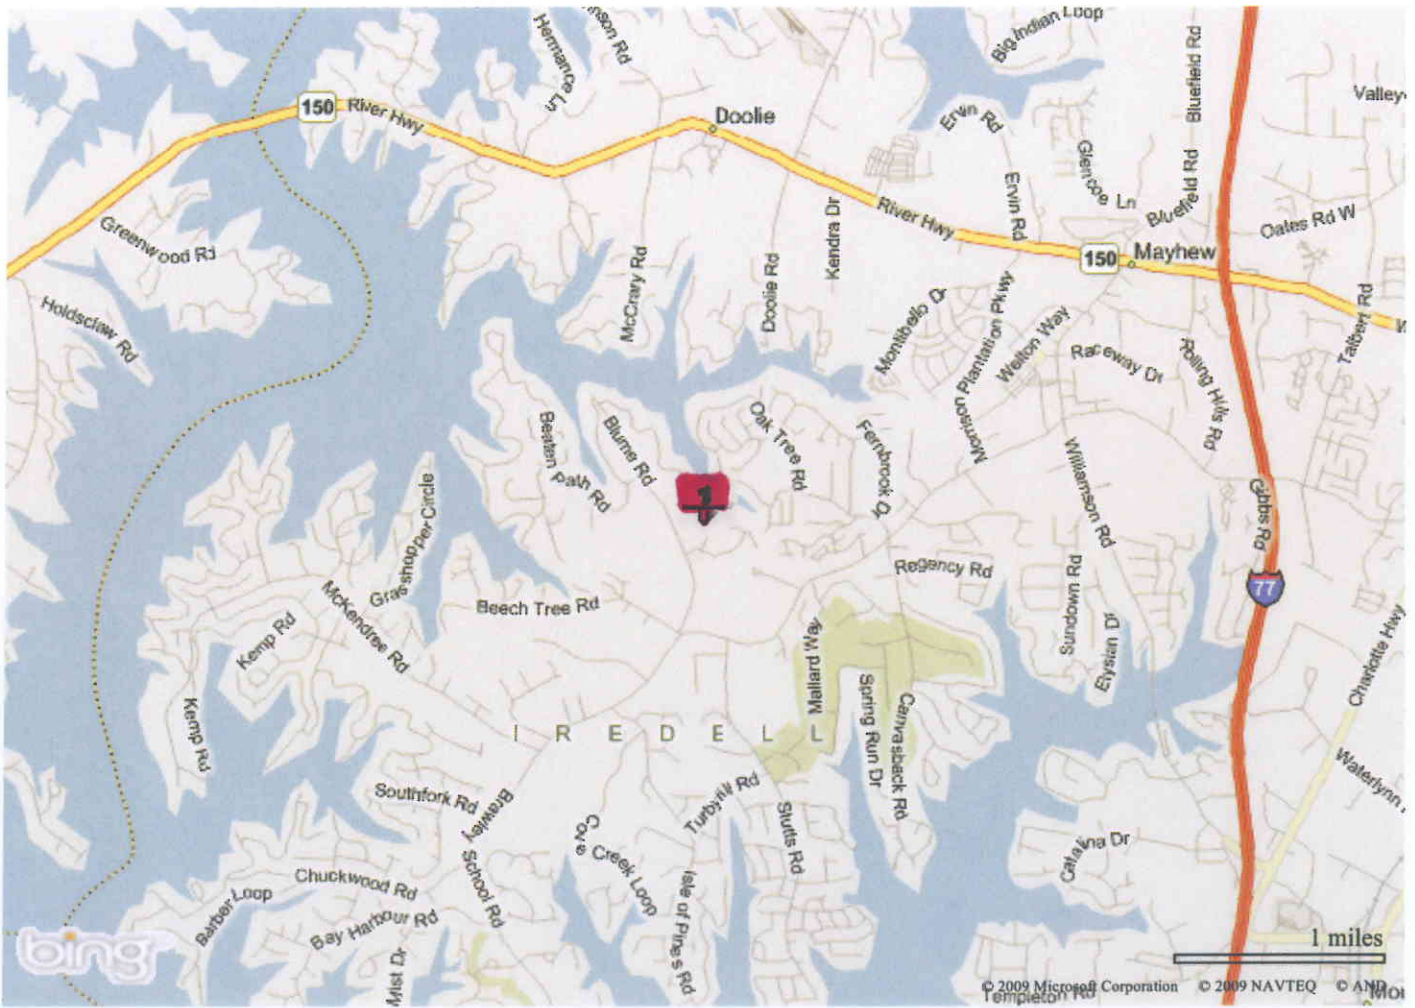 Big Indian Loop
Hermance Ln
Bluefield Rd
Valley
150
River Hwy
Doolie
Ervin Rd
Glencoe Ln
Bluefield Rd
Ervin Rd
Oates Rd W
Greenwood Rd
McCrary Rd
Doolie Rd
Kendra Dr
River Hwy
150
Mayhew
Holdsclaw Rd
Montibello Dr
Morrison Plantation Pkwy
Welton Way
Raceway Dr
Rolling Hills Rd
Talbert Rd
Beaten Path Rd
Blume Rd
Oak Tree Rd
Fernbrook Dr
Williamson Rd
Gibbs Rd
1
Grasshopper Circle
Regency Rd
77
McKendree Rd
Beech Tree Rd
Kemp Rd
Mallard Way
Sundown Rd
Elysian Dr
Charlotte Hwy
Kemp Rd
IREDELL
Spring Run Dr
Canvasback Rd
Waterlynn
Southfork Rd
Brawley School Rd
Turbyfill Rd
Stutts Rd
Cove Creek Loop
Catalina Dr
Chuckwood Rd
Barber Loop
Isle of Pines Rd
Bay Harbour Rd
Mist Dr
bing
1 miles
© 2009 Microsoft Corporation © 2009 NAVTEQ © AND
Templeton Rd